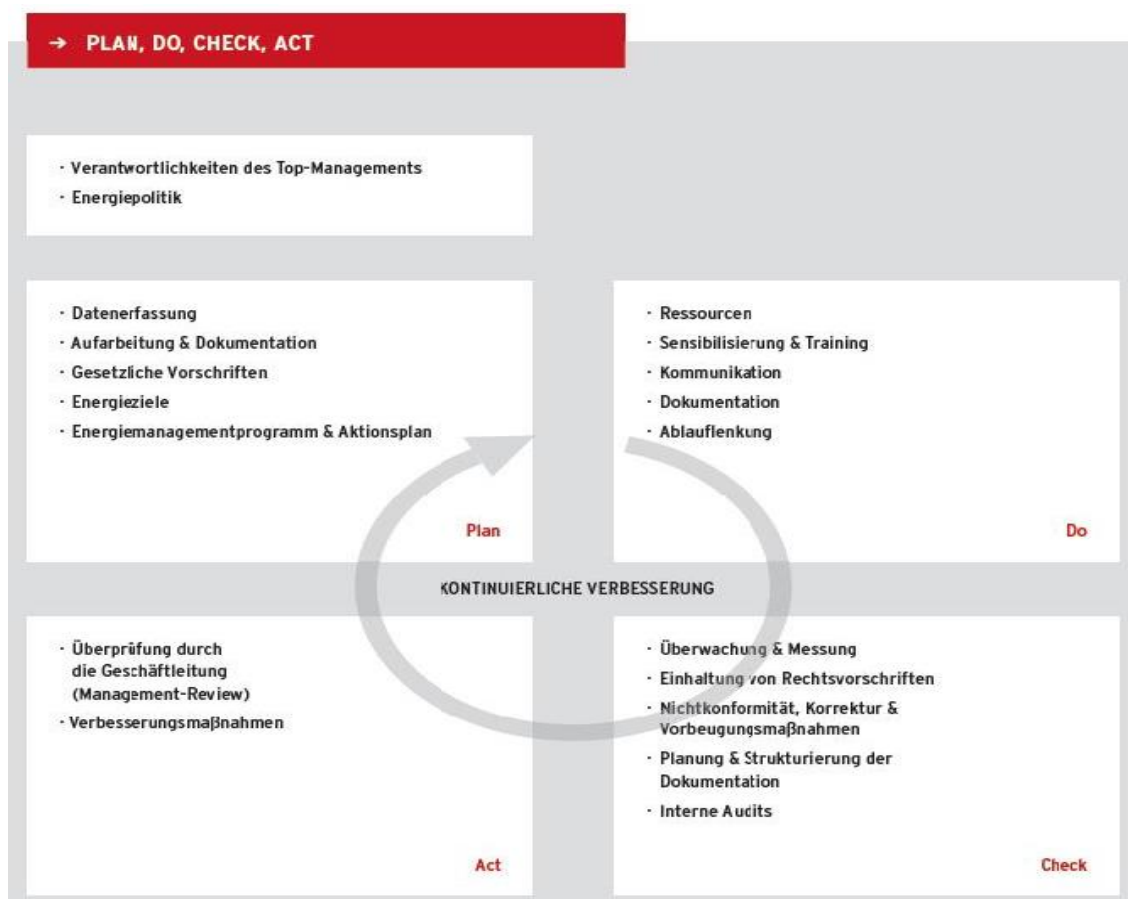 → PLAN, DO, CHECK, ACT
· Verantwortlichkeiten des Top-Managements
· Energiepolitik
· Datenerfassung
· Aufarbeitung & Dokumentation
· Gesetzliche Vorschriften
· Energieziele
· Energiemanagementprogramm & Aktionsplan
Plan
· Ressourcen
· Sensibilisierung & Training
· Kommunikation
· Dokumentation
· Ablauflenkung
Do
KONTINUIERLICHE VERBESSERUNG
· Überprüfung durch
die Geschäftleitung
(Management-Review)
· Verbesserungsmaßnahmen
Act
· Überwachung & Messung
· Einhaltung von Rechtsvorschriften
· Nichtkonformität, Korrektur &
Vorbeugungsmaßnahmen
· Planung & Strukturierung der
Dokumentation
· Interne Audits
Check